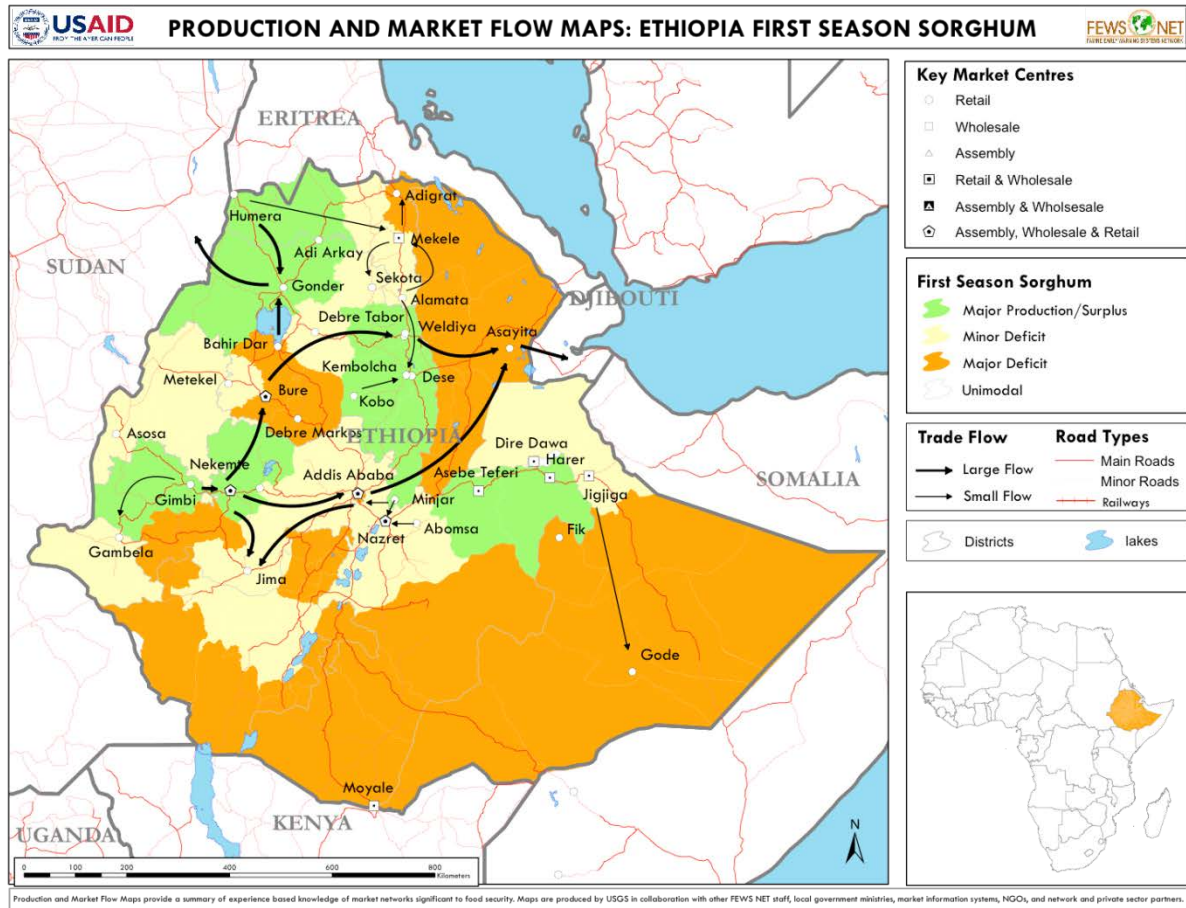 USAID
FROM THE AMERICAN PEOPLE
PRODUCTION AND MARKET FLOW MAPS: ETHIOPIA FIRST SEASON SORGHUM
FEWS NET
FAMINE EARLY WARNING SYSTEMS NETWORK
ERITREA
SUDAN
DJIBOUTI
SOMALIA
ETHIOPIA
UGANDA
KENYA
Adigrat
Humera
Mekele
Adi Arkay
Sekota
Gonder
Alamata
Debre Tabor
Weldiya
Asayita
Bahir Dar
Kembolcha
Metekel
Dese
Bure
Kobo
Asosa
Debre Markos
Dire Dawa
Nekemte
Addis Ababa
Harer
Asebe Teferi
Gimbi
Minjar
Jigjiga
Abomsa
Nazret
Fik
Gambela
Jima
Gode
Moyale
N
0 100 200 400 600 800
Kilometers
Key Market Centres
Retail
Wholesale
Assembly
Retail & Wholesale
Assembly & Wholsesale
Assembly, Wholesale & Retail
First Season Sorghum
Major Production/Surplus
Minor Deficit
Major Deficit
Unimodal
Trade Flow
Large Flow
Small Flow
Road Types
Main Roads
Minor Roads
Railways
Districts
lakes
Production and Market Flow Maps provide a summary of experience based knowledge of market networks significant to food security. Maps are produced by USGS in collaboration with other FEWS NET staff, local government ministries, market information systems, NGOs, and network and private sector partners.